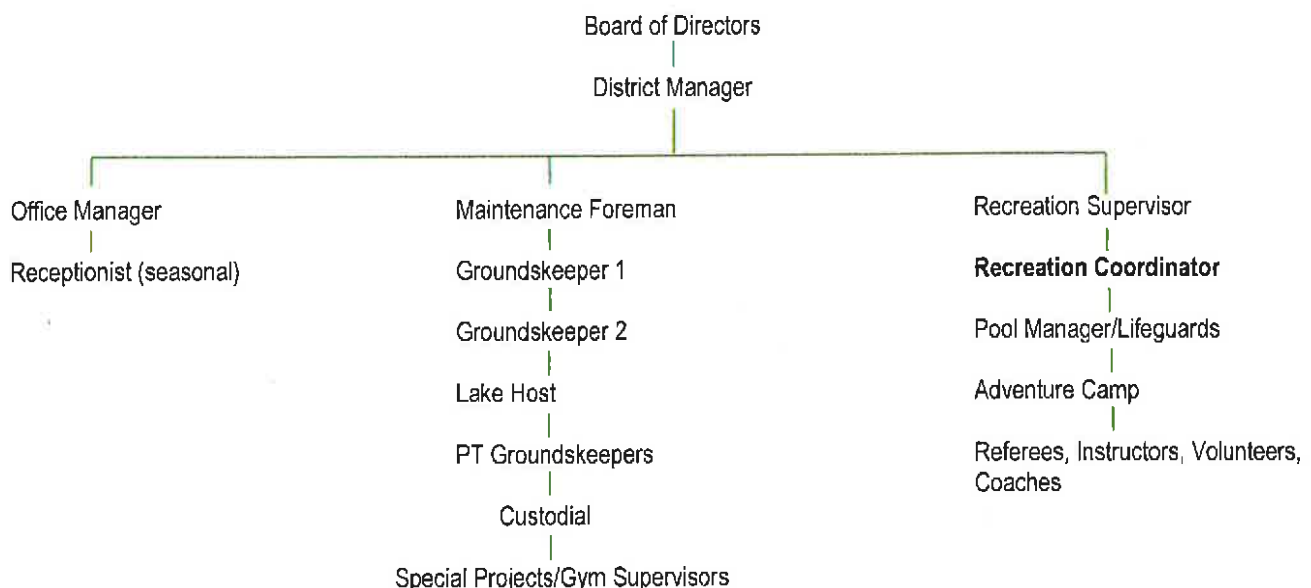 Board of Directors
District Manager
Office Manager
Maintenance Foreman
Recreation Supervisor
Receptionist (seasonal)
Groundskeeper 1
Recreation Coordinator
Groundskeeper 2
Pool Manager/Lifeguards
Lake Host
Adventure Camp
PT Groundskeepers
Referees, Instructors, Volunteers,
Coaches
Custodial
Special Projects/Gym Supervisors